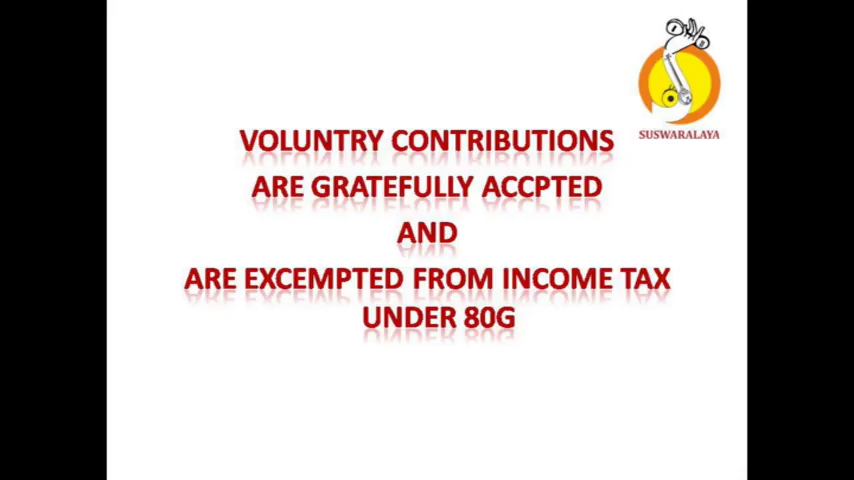 SUSWARALAYA
VOLUNTRY CONTRIBUTIONS
ARE GRATEFULLY ACCPTED
AND
ARE EXCEMPTED FROM INCOME TAX
UNDER 80G